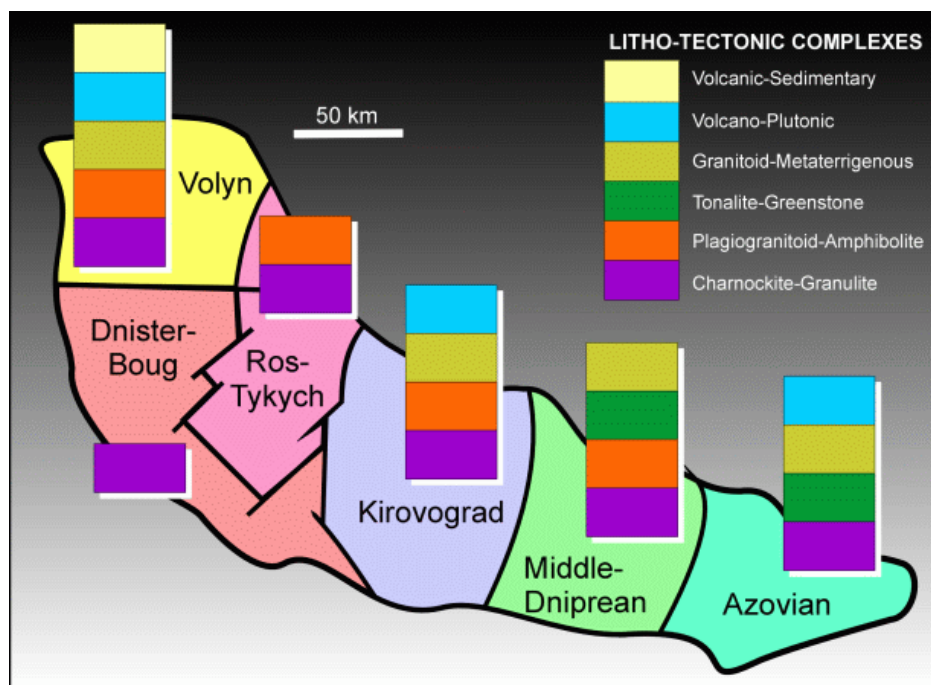 LITHO-TECTONIC COMPLEXES
Volcanic-Sedimentary
Volcano-Plutonic
Granitoid-Metaterrigenous
Tonalite-Greenstone
Plagiogranitoid-Amphibolite
Charnockite-Granulite
50 km
Volyn
Dnister-
Boug
Ros-
Tykych
Kirovograd
Middle-
Dniprean
Azovian